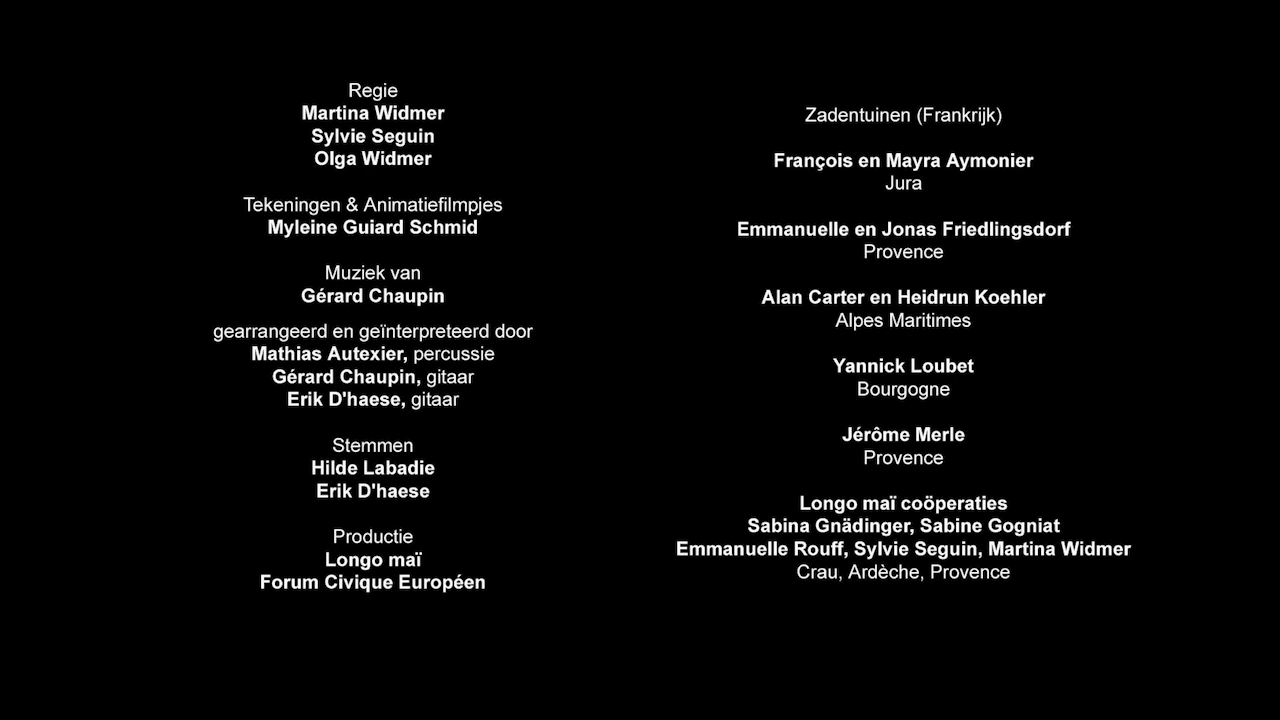 Regie
Martina Widmer
Sylvie Seguin
Olga Widmer
Tekeningen & Animatiefilmpjes
Myleine Guiard Schmid
Muziek van
Gérard Chaupin
gearrangeerd en geïnterpreteerd door
Mathias Autexier, percussie
Gérard Chaupin, gitaar
Erik D'haese, gitaar
Stemmen
Hilde Labadie
Erik D'haese
Productie
Longo maï
Forum Civique Européen
Zadentuinen (Frankrijk)
François en Mayra Aymonier
Jura
Emmanuelle en Jonas Friedlingsdorf
Provence
Alan Carter en Heidrun Koehler
Alpes Maritimes
Yannick Loubet
Bourgogne
Jérôme Merle
Provence
Longo maï coöperaties
Sabina Gnädinger, Sabine Gogniat
Emmanuelle Rouff, Sylvie Seguin, Martina Widmer
Crau, Ardèche, Provence